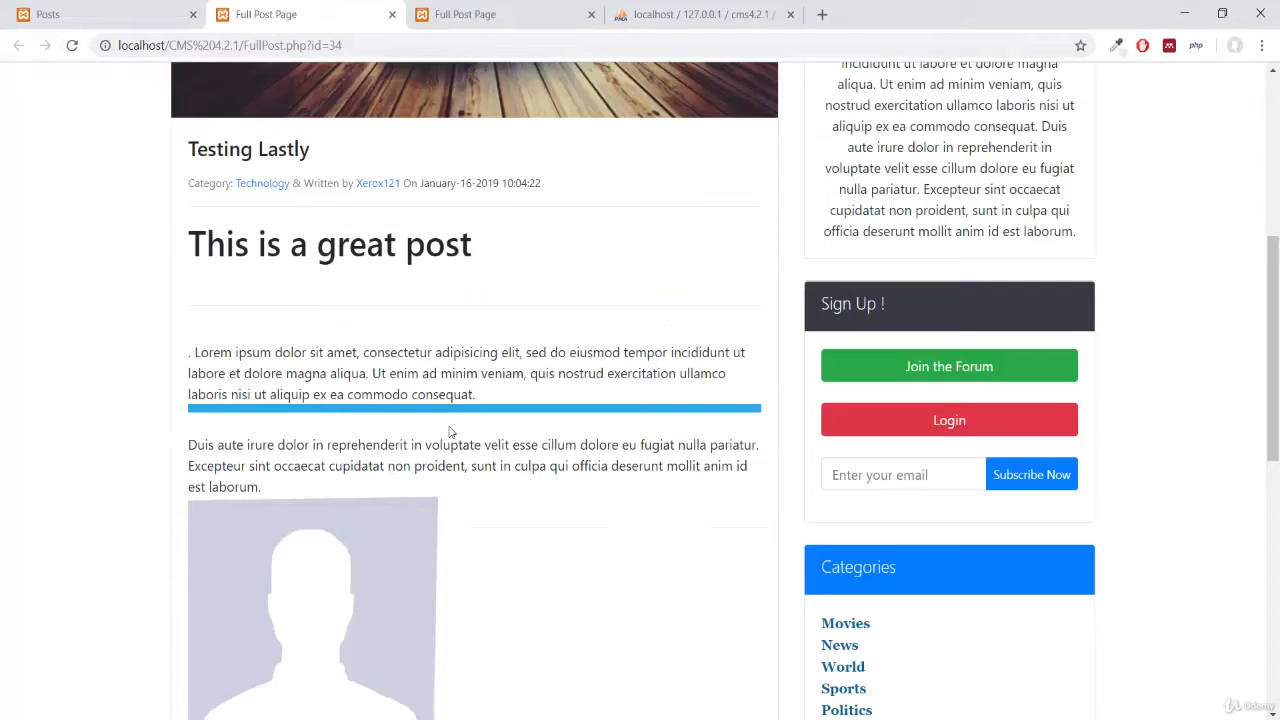 Posts
Full Post Page
Full Post Page
localhost / 127.0.0.1 / cms4.2.1 /
localhost/CMS%204.2.1/FullPost.php?id=34
php
Testing Lastly
Category: Technology & Written by Xerox121 On January-16-2019 10:04:22
This is a great post
. Lorem ipsum dolor sit amet, consectetur adipisicing elit, sed do eiusmod tempor incididunt ut
labore et dolore magna aliqua. Ut enim ad minim veniam, quis nostrud exercitation ullamco
laboris nisi ut aliquip ex ea commodo consequat.
Duis aute irure dolor in reprehenderit in voluptate velit esse cillum dolore eu fugiat nulla pariatur.
Excepteur sint occaecat cupidatat non proident, sunt in culpa qui officia deserunt mollit anim id
est laborum.
incididunt ut labore et dolore magna
aliqua. Ut enim ad minim veniam, quis
nostrud exercitation ullamco laboris nisi ut
aliquip ex ea commodo consequat. Duis
aute irure dolor in reprehenderit in
voluptate velit esse cillum dolore eu fugiat
nulla pariatur. Excepteur sint occaecat
cupidatat non proident, sunt in culpa qui
officia deserunt mollit anim id est laborum.
Sign Up !
Join the Forum
Login
Enter your email
Subscribe Now
Categories
Movies
News
World
Sports
Politics
Udemy